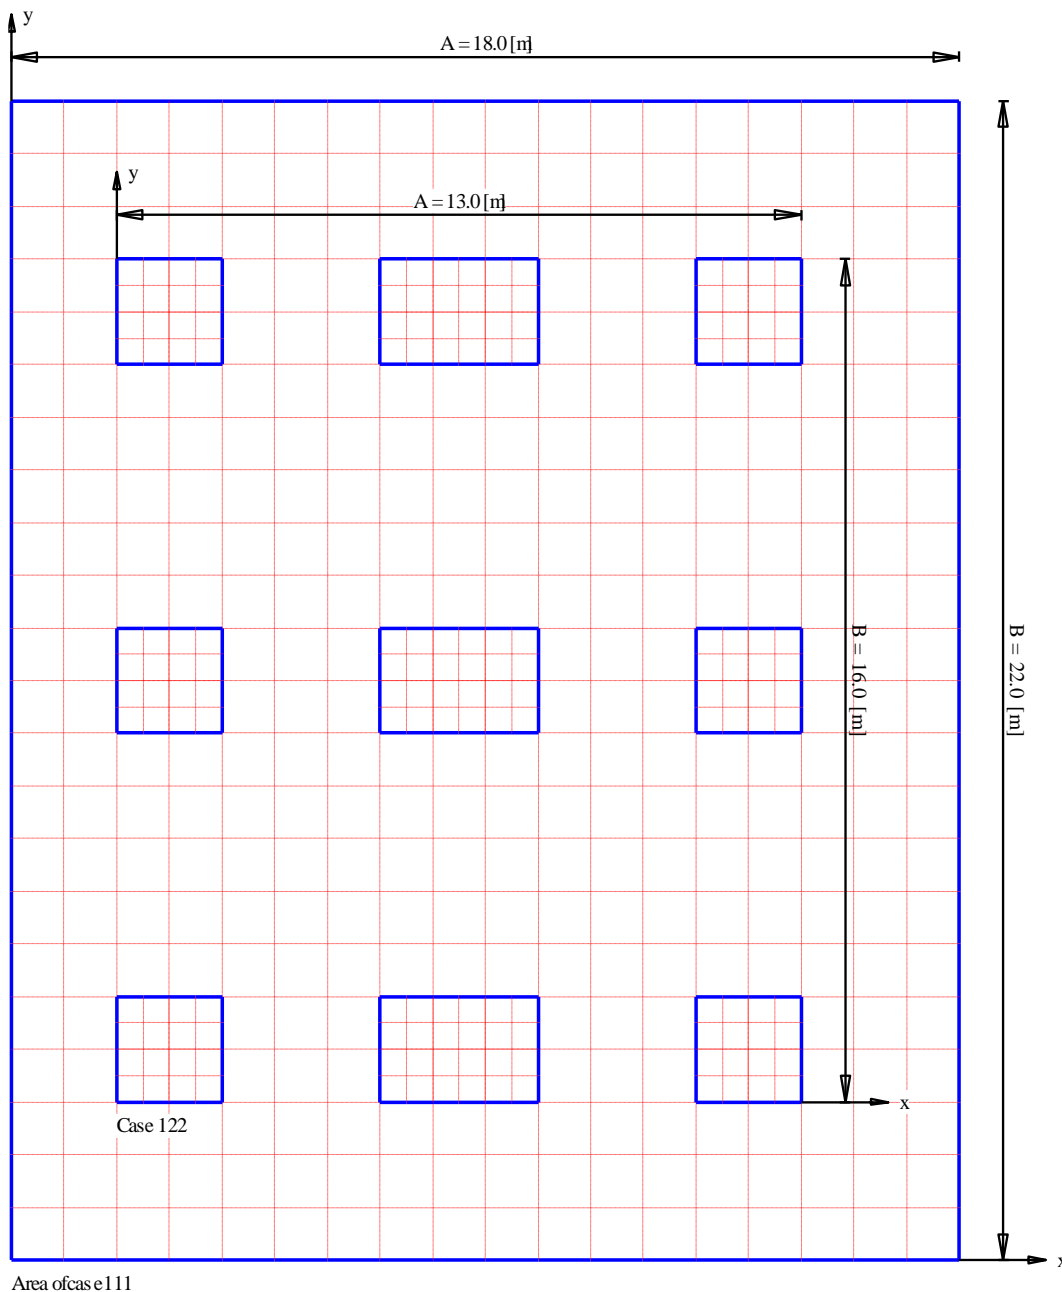 y
A = 18.0 [m]
y
A = 13.0 [m]
B = 16.0 [m]
B = 22.0 [m]
x
Case 122
x
Area of case 111